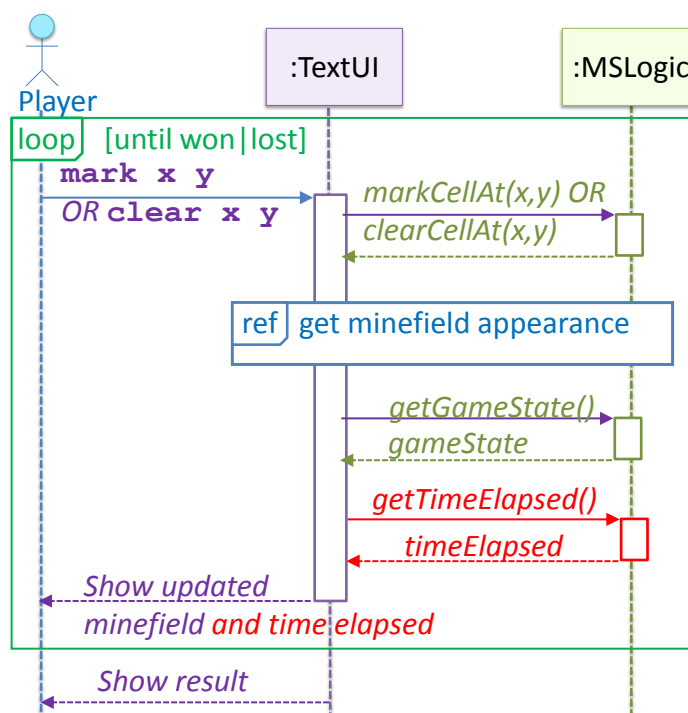 :TextUI
:MSLogic
Player
loop [until won|lost]
mark x y
OR clear x y
markCellAt(x,y) OR
clearCellAt(x,y)
ref get minefield appearance
getGameState()
gameState
getTimeElapsed()
timeElapsed
Show updated
minefield and time elapsed
Show result